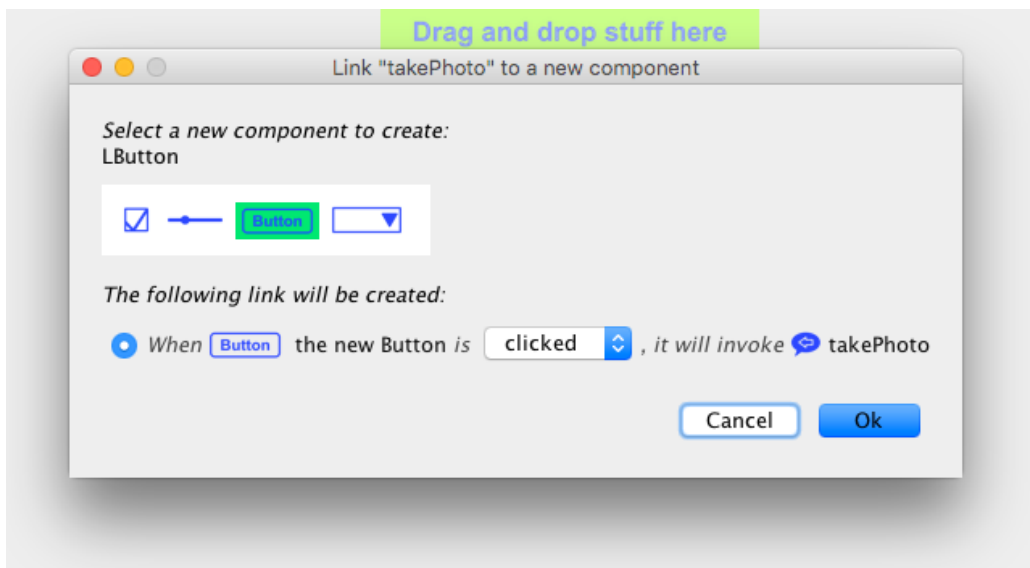 Drag and drop stuff here
Link "takePhoto" to a new component
Select a new component to create:
LButton
Button
The following link will be created:
When Button the new Button is clicked , it will invoke takePhoto
Cancel Ok